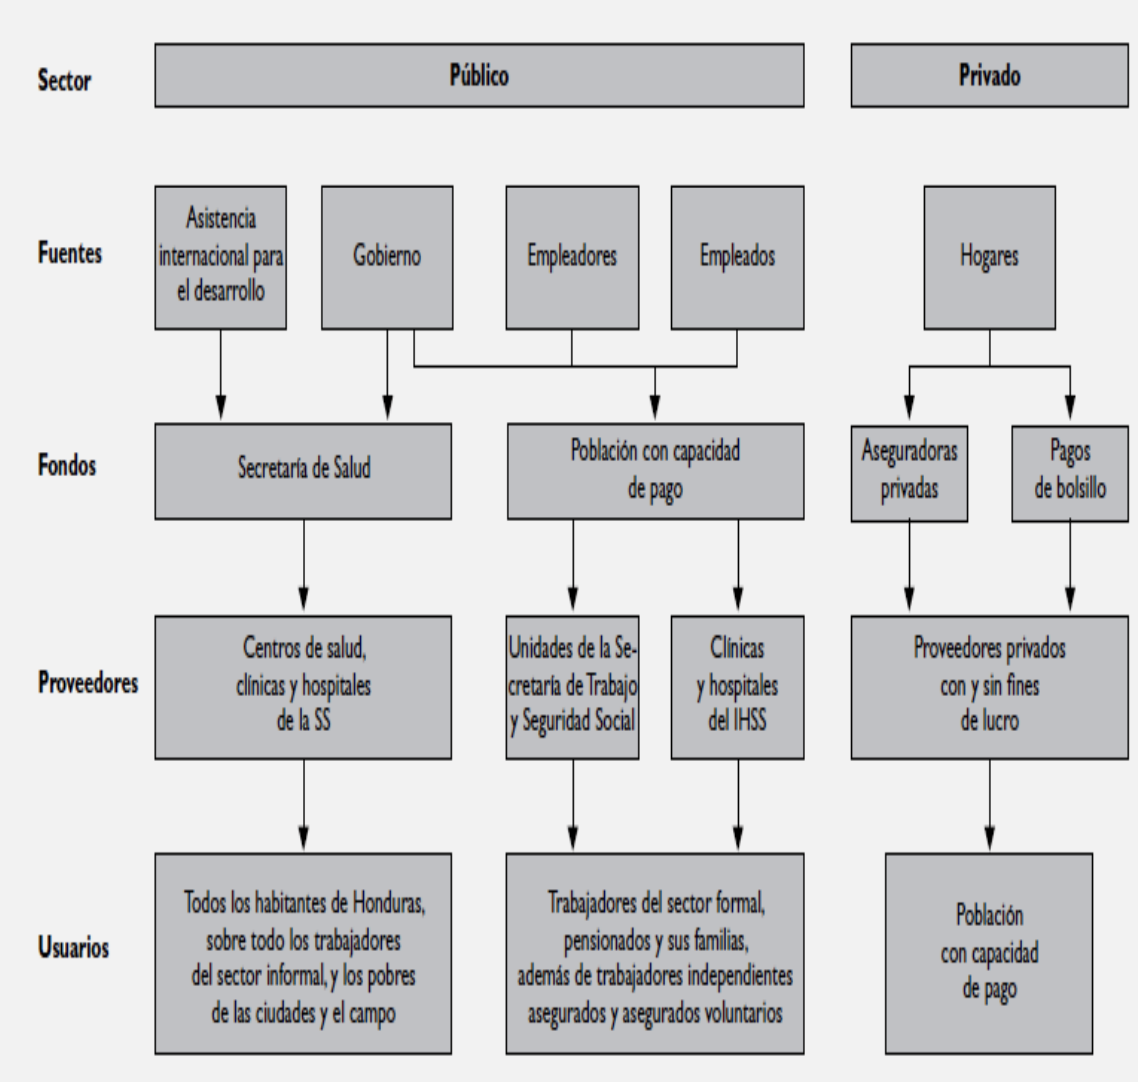 Sector
Público
Privado
Fuentes
Asistencia
internacional para
el desarrollo
Gobierno
Empleadores
Empleados
Hogares
Fondos
Secretaría de Salud
Población con capacidad
de pago
Aseguradoras
privadas
Pagos
de bolsillo
Proveedores
Centros de salud,
clínicas y hospitales
de la SS
Unidades de la Se-
cretaría de Trabajo
y Seguridad Social
Clínicas
y hospitales
del IHSS
Proveedores privados
con y sin fines
de lucro
Usuarios
Todos los habitantes de Honduras,
sobre todo los trabajadores
del sector informal, y los pobres
de las ciudades y el campo
Trabajadores del sector formal,
pensionados y sus familias,
además de trabajadores independientes
asegurados y asegurados voluntarios
Población
con capacidad
de pago